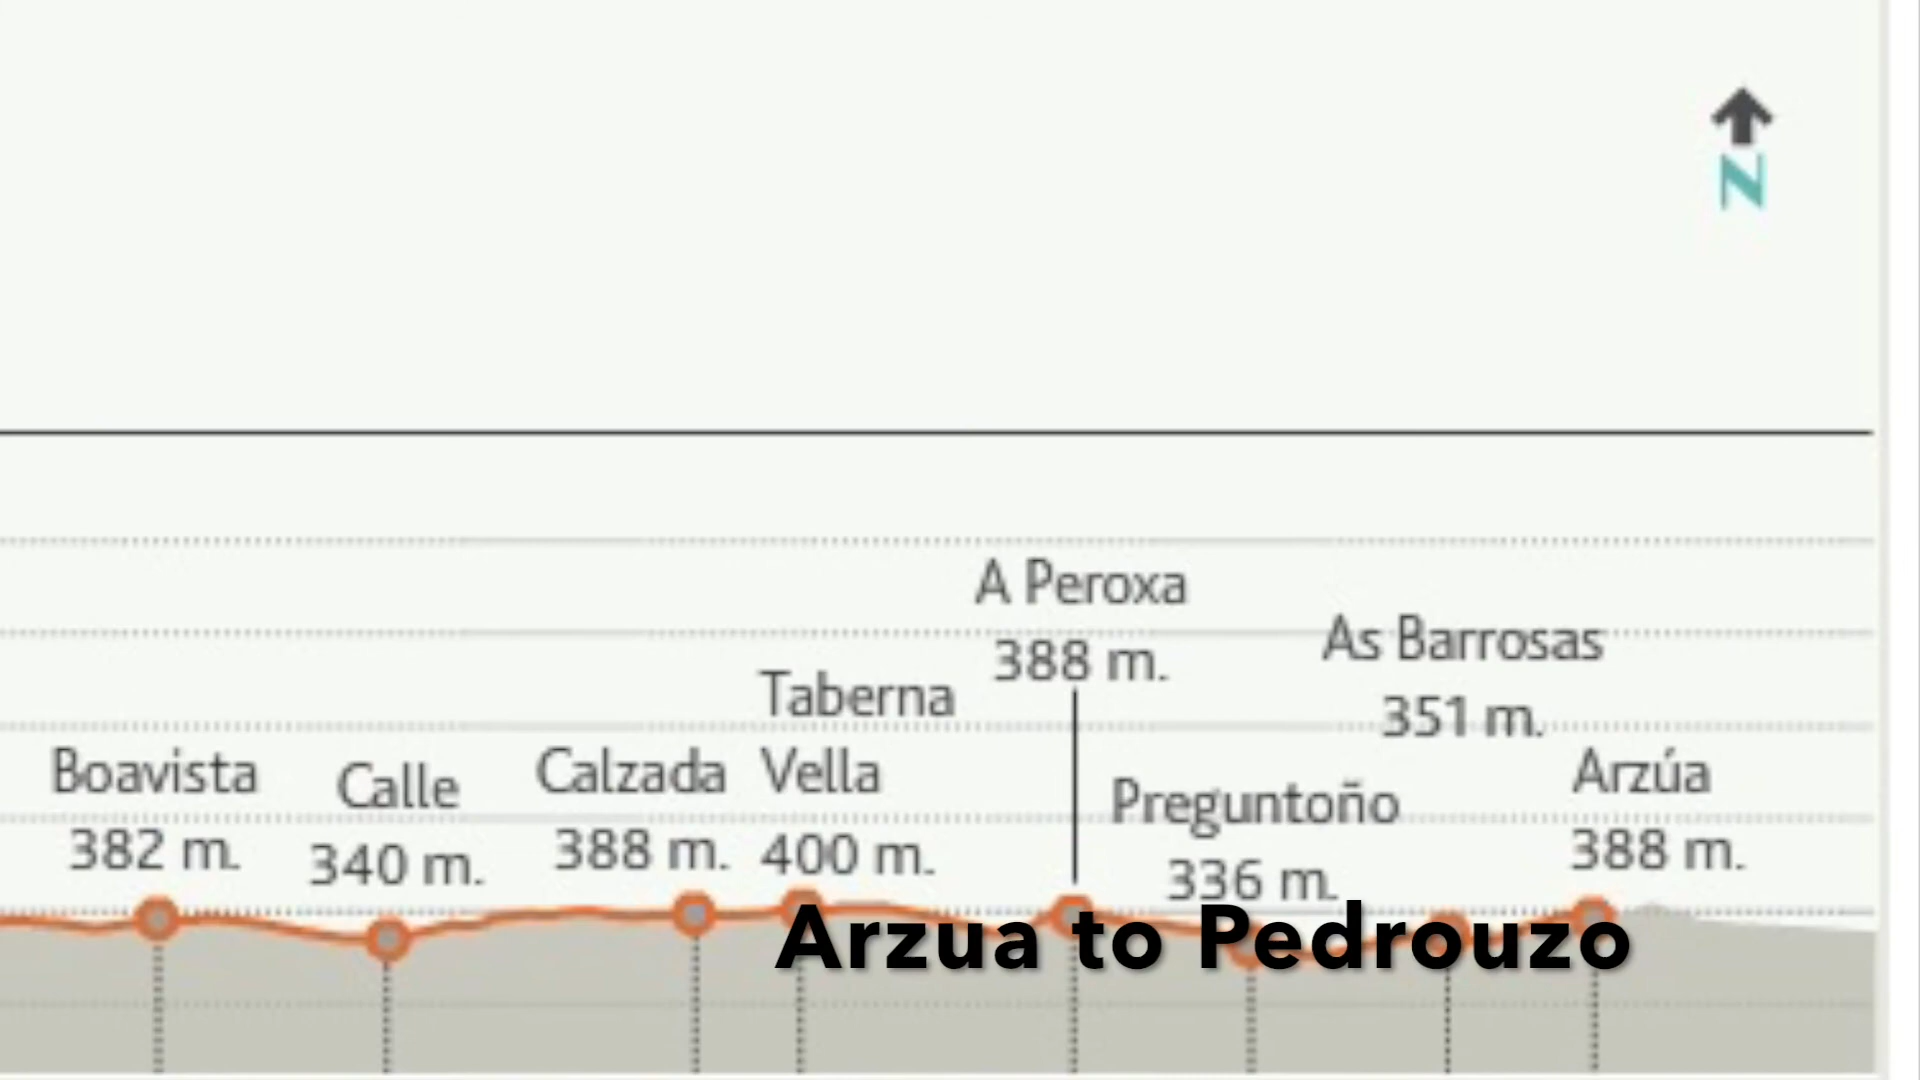 N
A Peroxa
388 m.
As Barrosas
351 m.
Taberna
Vella
400 m.
Boavista
382 m.
Calle
340 m.
Calzada
388 m.
Preguntoño
336 m.
Arzúa
388 m.
Arzua to Pedrouzo